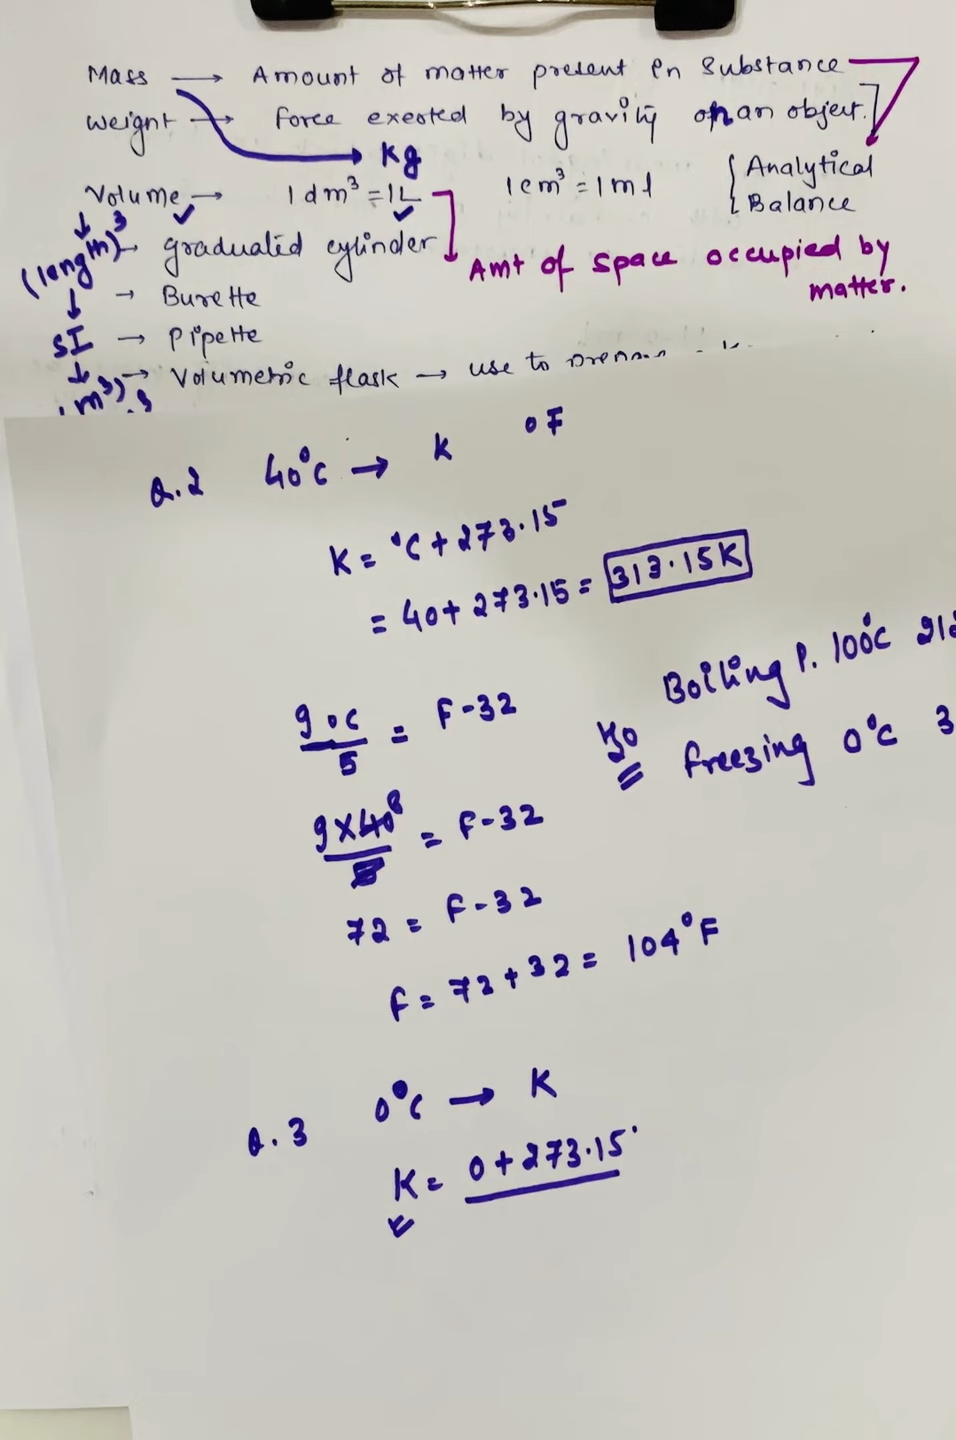 Mass → Amount of matter present in Substance
Weight → force exerted by gravity on an object.
Kg
Volume → 1 dm³ = 1L 1 cm³ = 1 ml
Analytical
Balance
(length)³
→ graduated cylinder
Amt of space occupied by
matter.
→ Burette
SI → Pipette
→ Volumetric flask → use to
m³)
Q.2 40°C → K °F
K = °C + 273.15
= 40 + 273.15 = 313.15K
9 °C / 5 = F - 32
Boiling P. 100°C 212
freezing 0°C 3
9 X 40 8 / 5 = F - 32
72 = F - 32
F = 72 + 32 = 104°F
Q.3 0°C → K
K = 0 + 273.15